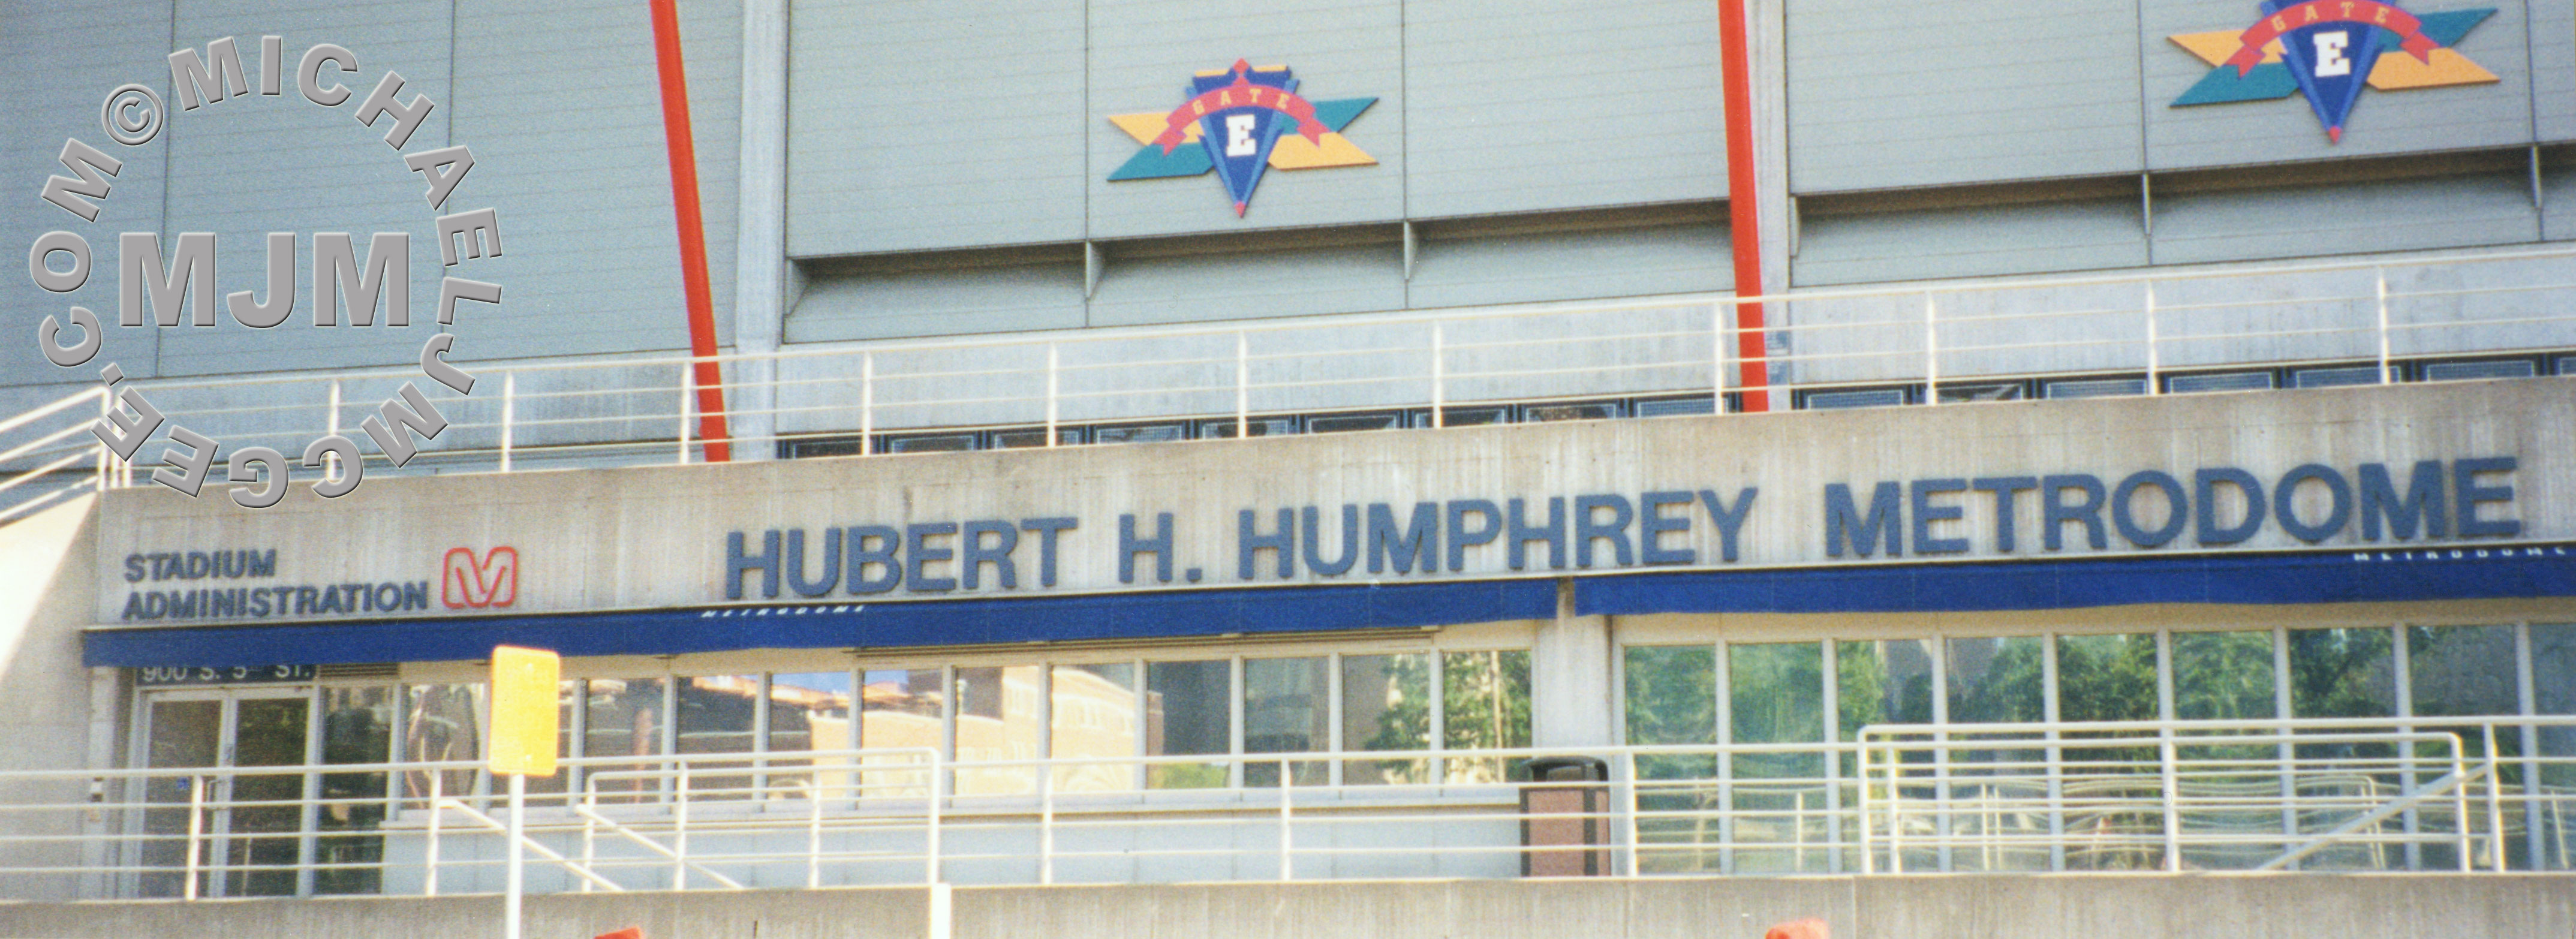 ©MICHAELJMCGEE.COM
MJM
GATE
E
GATE
E
STADIUM
ADMINISTRATION
HUBERT H. HUMPHREY METRODOME
METRODOME
METRODOME
900 S. 5TH ST.